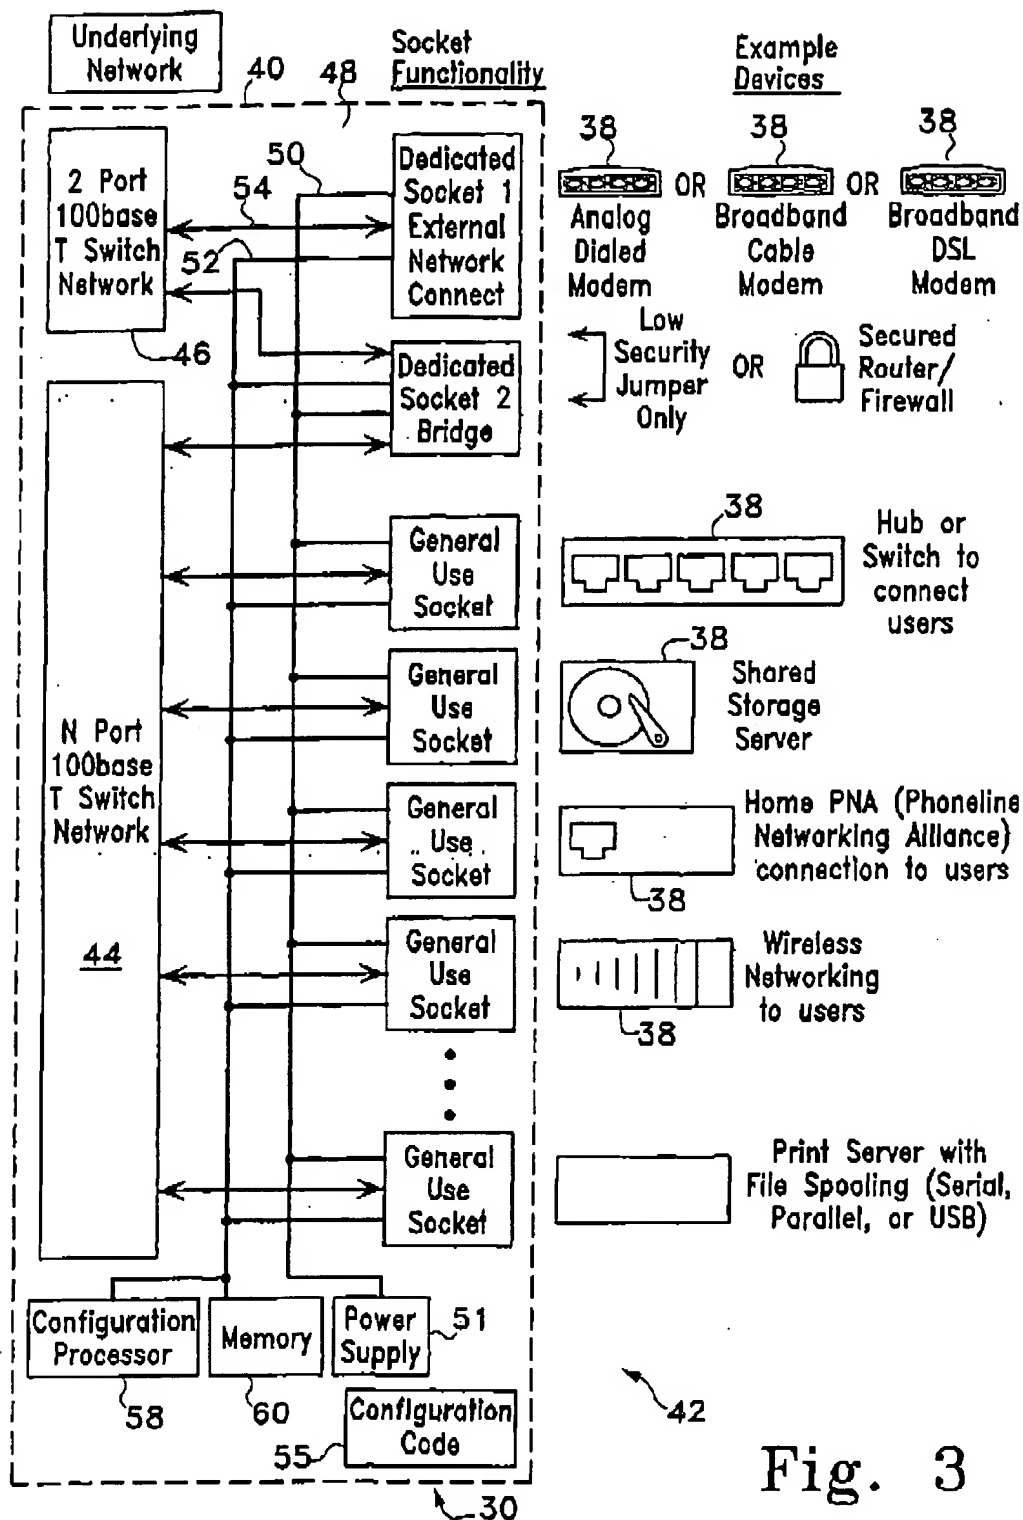 Underlying
Network
Socket
Functionality
Example
Devices
40
48
38
38
38
2 Port
100base
T Switch
Network
46
50
54
52
Dedicated
Socket 1
External
Network
Connect
OR
OR
Analog
Dialed
Modem
Broadband
Cable
Modem
Broadband
DSL
Modem
Dedicated
Socket 2
Bridge
Low
Security
Jumper
Only
OR
Secured
Router/
Firewall
N Port
100base
T Switch
Network
44
General
Use
Socket
38
Hub or
Switch to
connect
users
General
Use
Socket
38
Shared
Storage
Server
General
Use
Socket
38
Home PNA (Phoneline
Networking Alliance)
connection to users
General
Use
Socket
38
Wireless
Networking
to users
General
Use
Socket
Print Server with
File Spooling (Serial,
Parallel, or USB)
Configuration
Processor
58
Memory
60
Power
Supply
51
Configuration
Code
55
42
30
Fig. 3